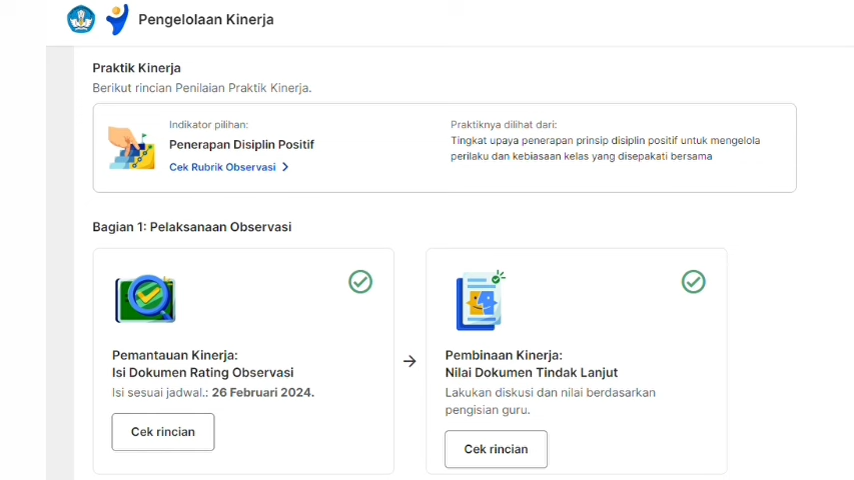 Pengelolaan Kinerja
Praktik Kinerja
Berikut rincian Penilaian Praktik Kinerja.
Indikator pilihan:
Penerapan Disiplin Positif
Cek Rubrik Observasi
Praktiknya dilihat dari:
Tingkat upaya penerapan prinsip disiplin positif untuk mengelola
perilaku dan kebiasaan kelas yang disepakati bersama
Bagian 1: Pelaksanaan Observasi
Pemantauan Kinerja:
Isi Dokumen Rating Observasi
Isi sesuai jadwal.: 26 Februari 2024.
Cek rincian
Pembinaan Kinerja:
Nilai Dokumen Tindak Lanjut
Lakukan diskusi dan nilai berdasarkan
pengisian guru.
Cek rincian